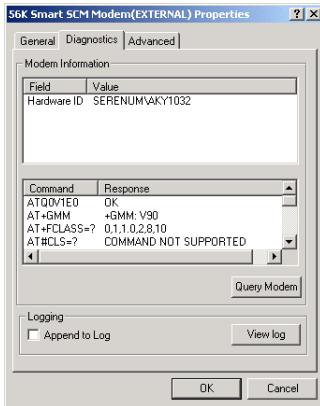 56K Smart SCM Modem(EXTERNAL) Properties
General Diagnostics Advanced
Modem Information
Field Value
Hardware ID SERENUM\AKY1032
Command Response
ATQ0V1E0 OK
AT+GMM +GMM: V90
AT+FCLASS=? 0,1,1.0,2,8,10
AT#CLS=? COMMAND NOT SUPPORTED
Query Modem
Logging
Append to Log View log
OK Cancel